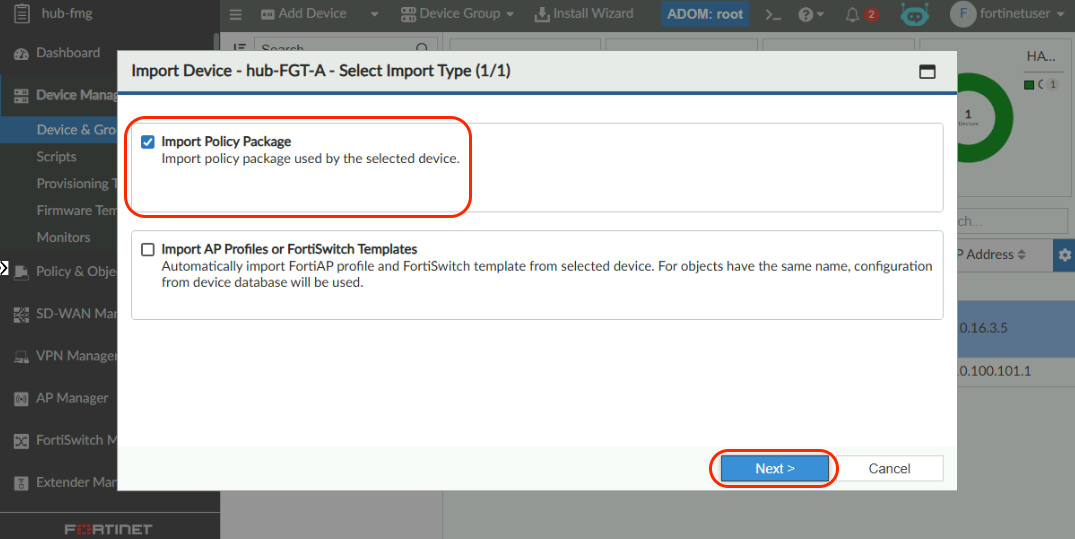 hub-fmg
Add Device
Device Group
Install Wizard
ADOM: root
>_
?
2
F
fortinetuser
Dashboard
Search...
HA...
Device Manag
1
Devices
C 1
Import Device - hub-FGT-A - Select Import Type (1/1)
Device & Gro
Scripts
Provisioning T
Firmware Tem
Monitors
Import Policy Package
Import policy package used by the selected device.
ch...
Import AP Profiles or FortiSwitch Templates
Automatically import FortiAP profile and FortiSwitch template from selected device. For objects have the same name, configuration
from device database will be used.
P Address
Policy & Obje
SD-WAN Mar
0.16.3.5
VPN Manager
0.100.101.1
AP Manager
FortiSwitch M
Extender Mar
Next >
Cancel
FORTINET